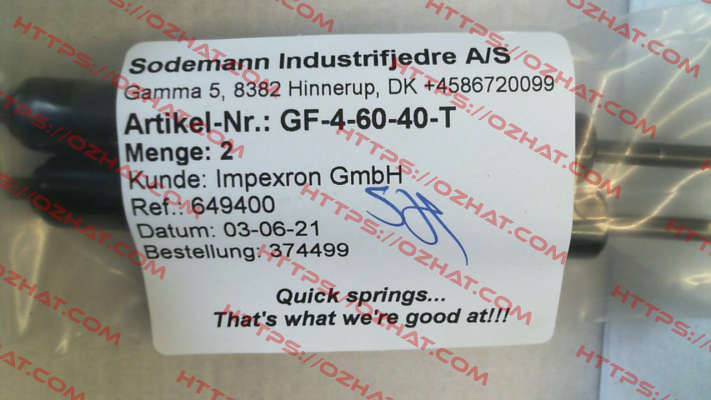 Sodemann Industrifjedre A/S
Gamma 5, 8382 Hinnerup, DK +4586720099
Artikel-Nr.: GF-4-60-40-T
Menge: 2
Kunde: Impexron GmbH
Ref.: 649400
Datum: 03-06-21
Bestellung: 374499
Quick springs...
That's what we're good at!!!
HTTPS://OZHAT.COM